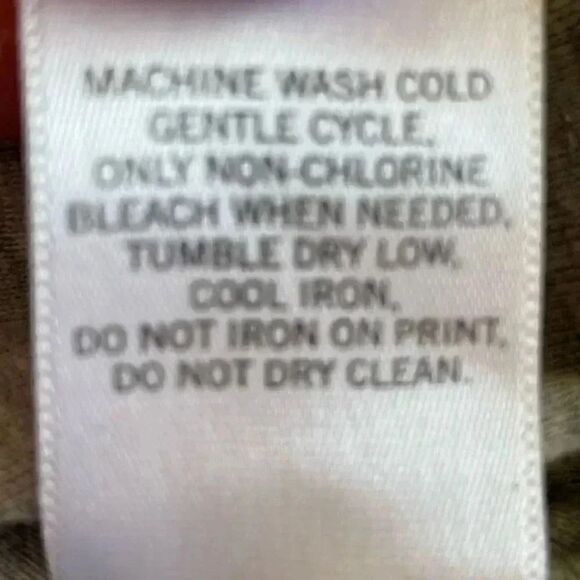 MACHINE WASH COLD
GENTLE CYCLE,
ONLY NON-CHLORINE
BLEACH WHEN NEEDED,
TUMBLE DRY LOW,
COOL IRON,
DO NOT IRON ON PRINT,
DO NOT DRY CLEAN.